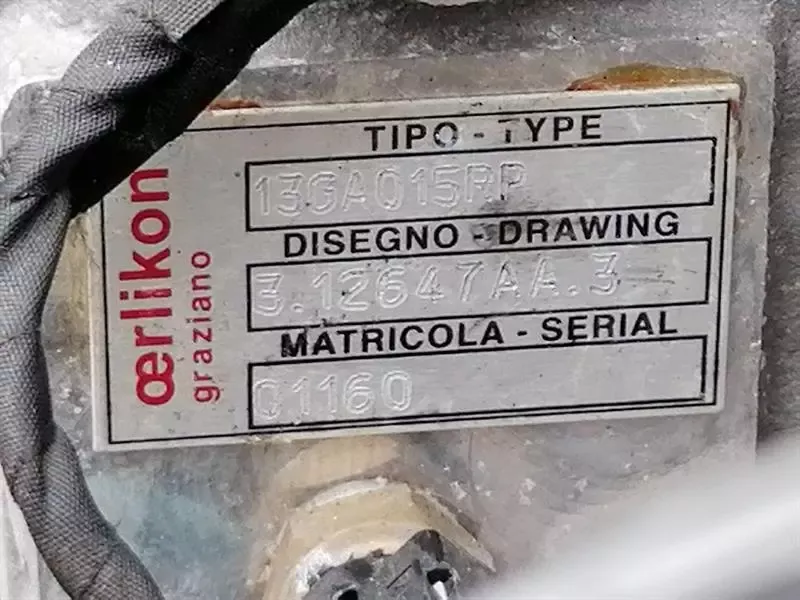 œrlikon
graziano
TIPO - TYPE
13GA015RP
DISEGNO - DRAWING
3.12647AA.3
MATRICOLA - SERIAL
01160